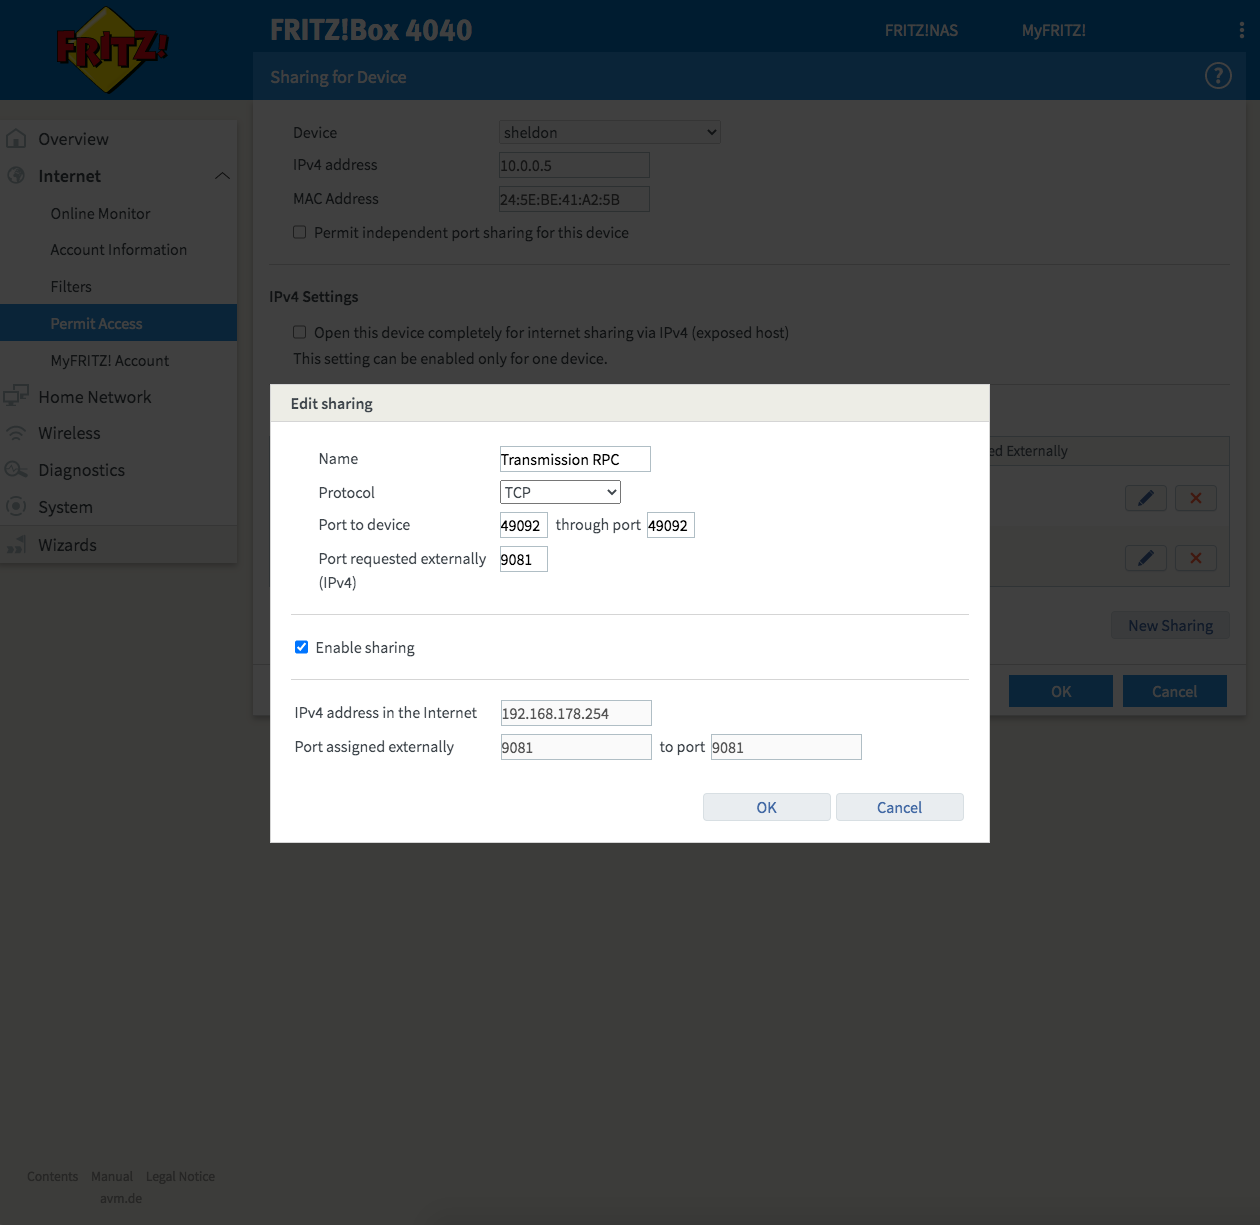 FRITZ!
FRITZ!Box 4040
FRITZ!NAS
MyFRITZ!
Sharing for Device
?
Overview
Internet
Online Monitor
Account Information
Filters
Permit Access
MyFRITZ! Account
Home Network
Wireless
Diagnostics
System
Wizards
Device sheldon
IPv4 address 10.0.0.5
MAC Address 24:5E:BE:41:A2:5B
Permit independent port sharing for this device
IPv4 Settings
Open this device completely for internet sharing via IPv4 (exposed host)
This setting can be enabled only for one device.
Externally
New Sharing
OK Cancel
Edit sharing
Name Transmission RPC
Protocol TCP
Port to device 49092 through port 49092
Port requested externally 9081
(IPv4)
Enable sharing
IPv4 address in the Internet 192.168.178.254
Port assigned externally 9081 to port 9081
OK Cancel
Contents Manual Legal Notice
avm.de